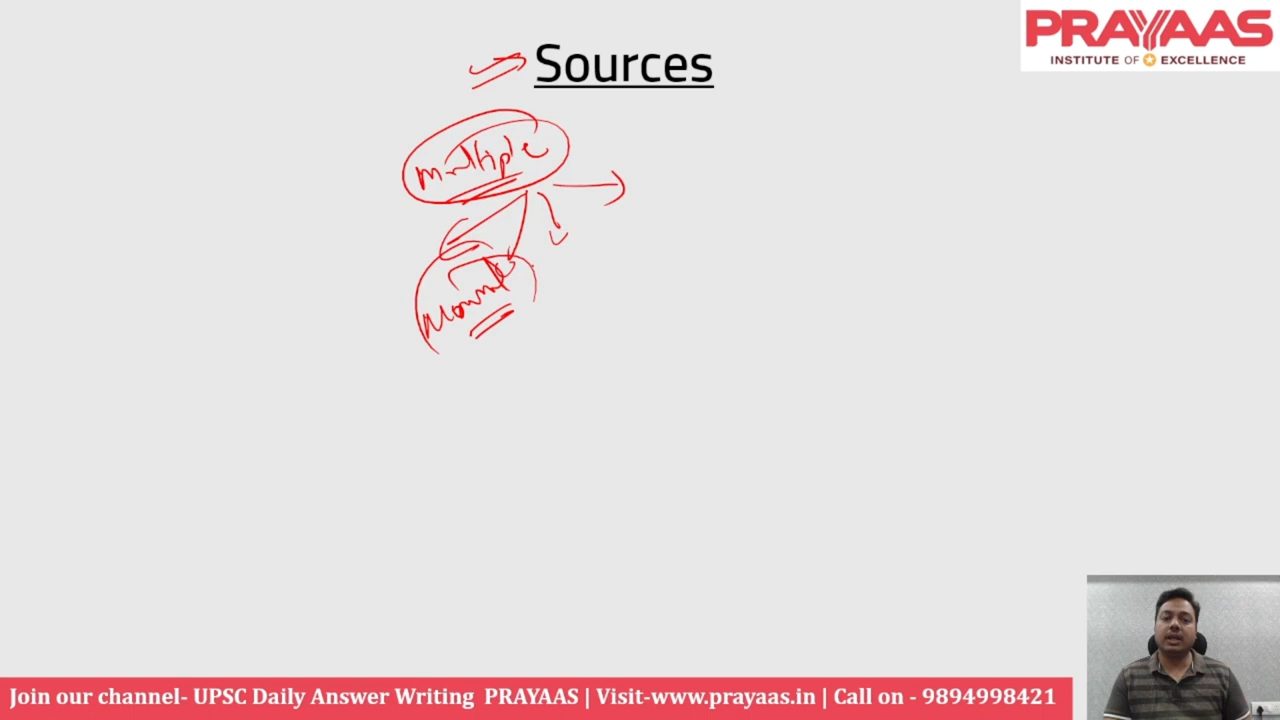 PRAYAAS
INSTITUTE OF EXCELLENCE
Sources
multiple
Join our channel- UPSC Daily Answer Writing PRAYAAS | Visit-www.prayaas.in | Call on - 9894998421